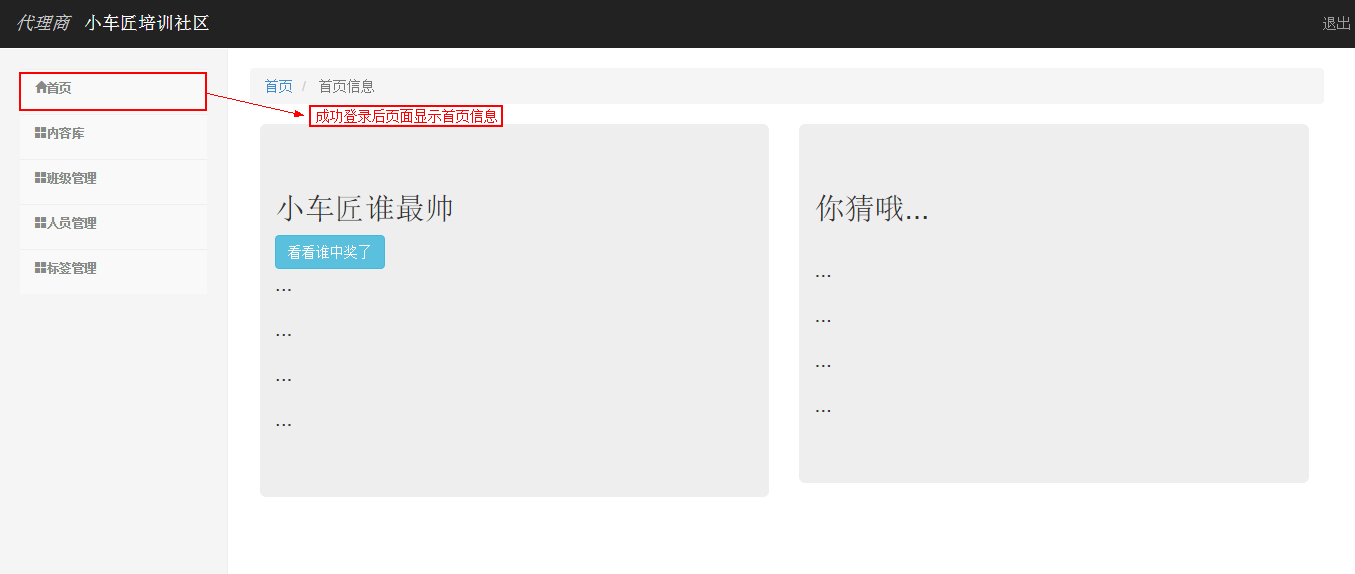 代理商 小车匠培训社区 退出
首页
内容库
班级管理
人员管理
标签管理
首页 / 首页信息
成功登录后页面显示首页信息
小车匠谁最帅
看看谁中奖了
...
...
...
...
你猜哦...
...
...
...
...